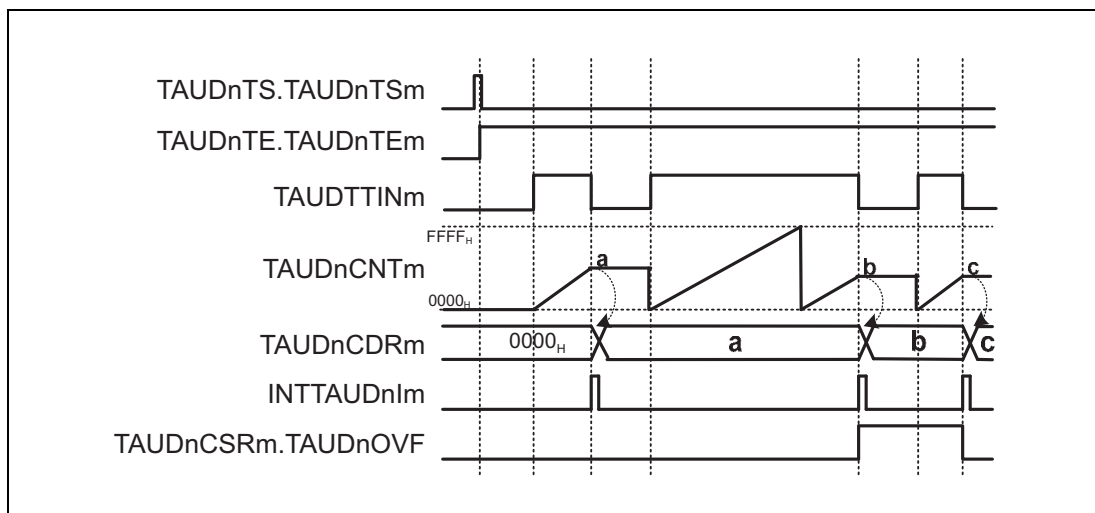 TAUDnTS.TAUDnTSm
TAUDnTE.TAUDnTEm
TAUDTTINm
FFFFH
TAUDnCNTm
a
b
c
0000H
TAUDnCDRm
0000H
a
b
c
INTTAUDnIm
TAUDnCSRm.TAUDnOVF